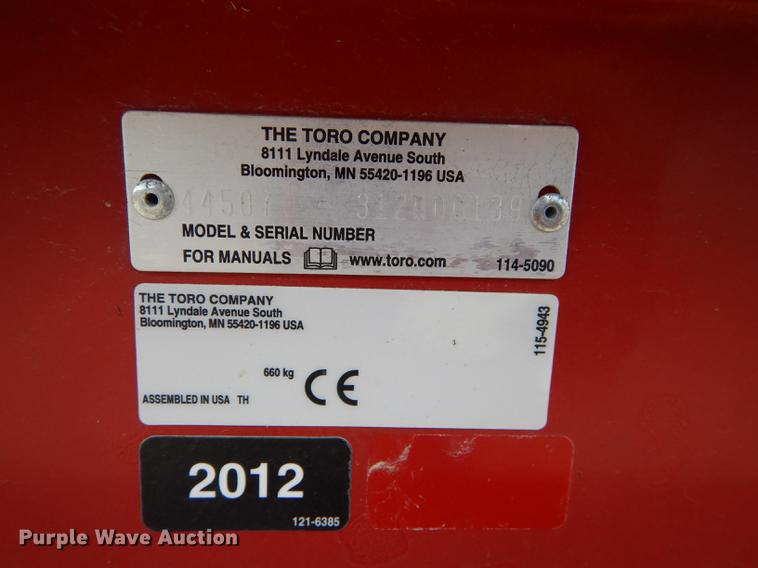 THE TORO COMPANY
8111 Lyndale Avenue South
Bloomington, MN 55420-1196 USA
44507 - 312000139
MODEL & SERIAL NUMBER
FOR MANUALS www.toro.com 114-5090
THE TORO COMPANY
8111 Lyndale Avenue South
Bloomington, MN 55420-1196 USA
115-4943
660 kg CE
ASSEMBLED IN USA TH
2012
121-6385
Purple Wave Auction